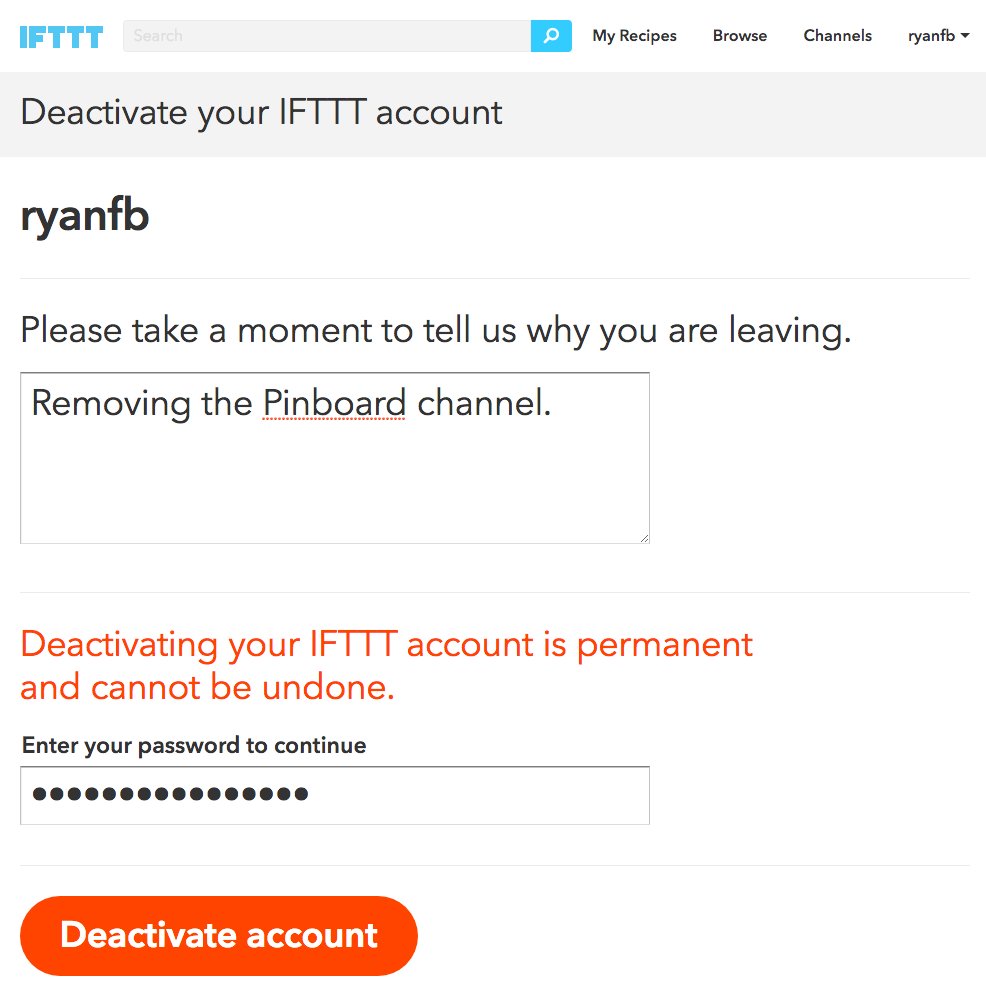 IFTTT Search My Recipes Browse Channels ryanfb
Deactivate your IFTTT account
ryanfb
Please take a moment to tell us why you are leaving.
Removing the Pinboard channel.
Deactivating your IFTTT account is permanent
and cannot be undone.
Enter your password to continue
••••••••••••••••
Deactivate account